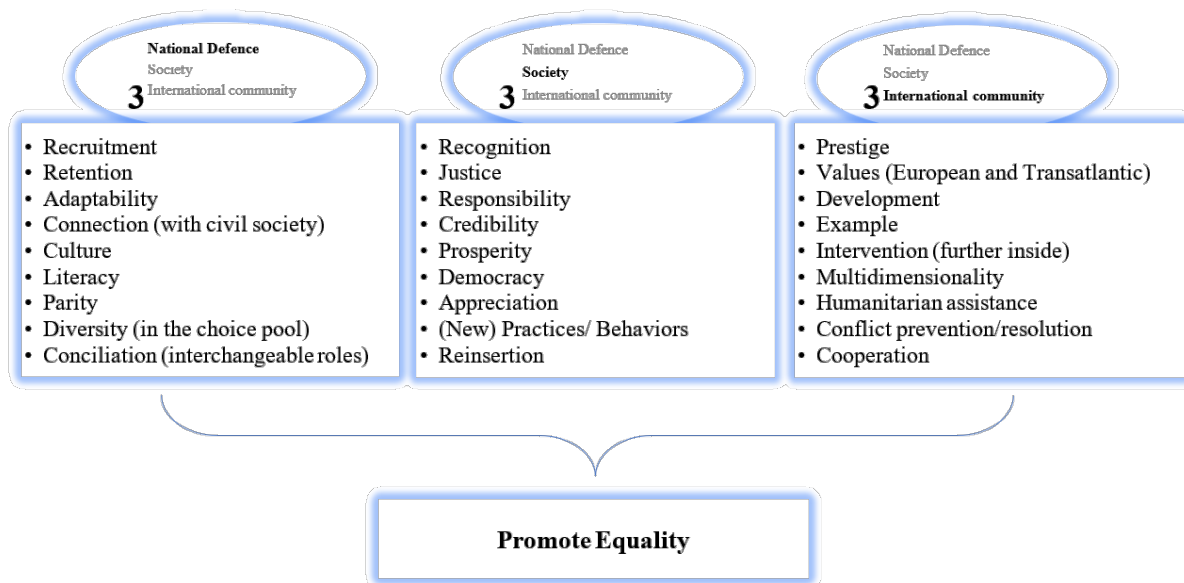 National Defence
Society
3 International community
• Recruitment
• Retention
• Adaptability
• Connection (with civil society)
• Culture
• Literacy
• Parity
• Diversity (in the choice pool)
• Conciliation (interchangeable roles)
National Defence
Society
3 International community
• Recognition
• Justice
• Responsibility
• Credibility
• Prosperity
• Democracy
• Appreciation
• (New) Practices/ Behaviors
• Reinsertion
National Defence
Society
3 International community
• Prestige
• Values (European and Transatlantic)
• Development
• Example
• Intervention (further inside)
• Multidimensionality
• Humanitarian assistance
• Conflict prevention/resolution
• Cooperation
Promote Equality